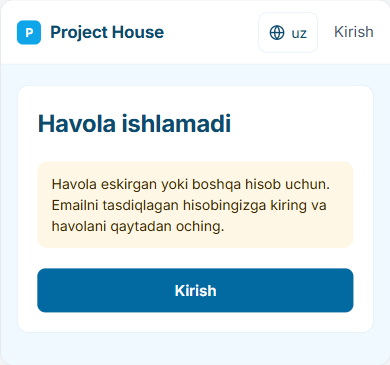 P Project House
uz
Kirish
Havola ishlamadi
Havola eskirgan yoki boshqa hisob uchun.
Emailni tasdiqlagan hisobingizga kiring va
havolani qaytadan oching.
Kirish